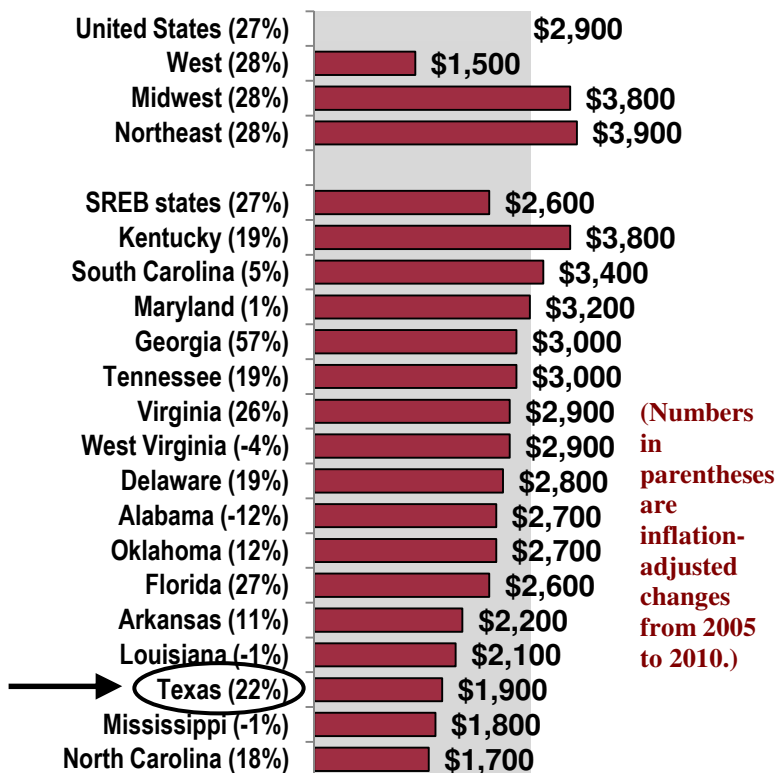 United States (27%) $2,900
West (28%) $1,500
Midwest (28%) $3,800
Northeast (28%) $3,900
SREB states (27%) $2,600
Kentucky (19%) $3,800
South Carolina (5%) $3,400
Maryland (1%) $3,200
Georgia (57%) $3,000
Tennessee (19%) $3,000
Virginia (26%) $2,900
West Virginia (-4%) $2,900
Delaware (19%) $2,800
Alabama (-12%) $2,700
Oklahoma (12%) $2,700
Florida (27%) $2,600
Arkansas (11%) $2,200
Louisiana (-1%) $2,100
Texas (22%) $1,900
Mississippi (-1%) $1,800
North Carolina (18%) $1,700
(Numbers
in
parentheses
are
inflation-
adjusted
changes
from 2005
to 2010.)